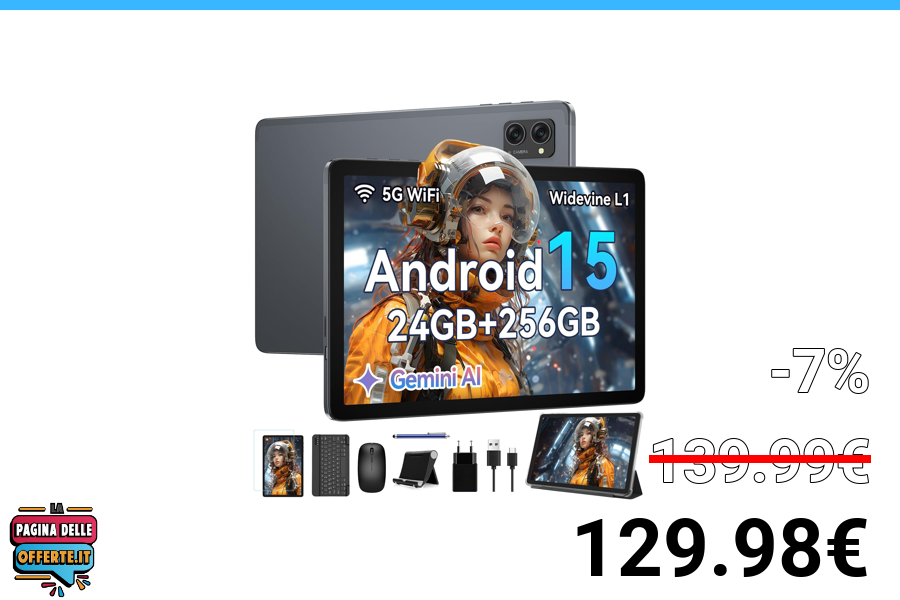 5G WiFi
Widevine L1
Android 15
24GB+256GB
Gemini AI
-7%
139.99€
129.98€
LA
PAGINA DELLE
OFFERTE.IT